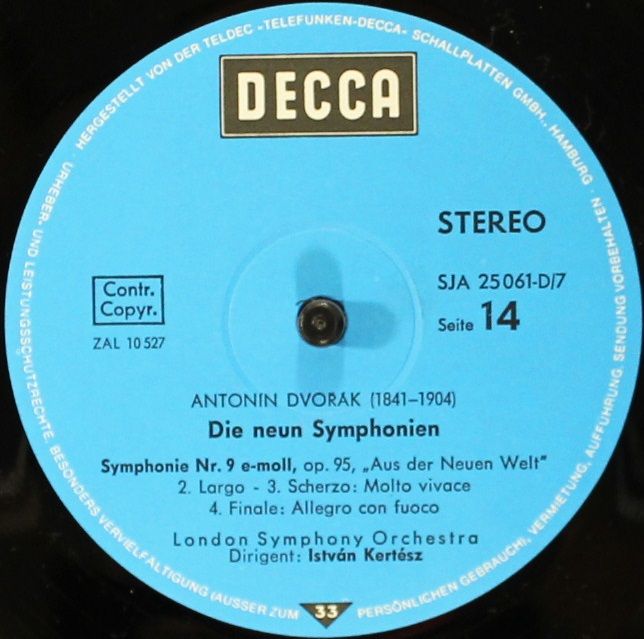 HERGESTELLT VON DER TELDEC »TELEFUNKEN-DECCA« SCHALLPLATTEN GMBH., HAMBURG ·
URHEBER- UND LEISTUNGSSCHUTZRECHTE, BESONDERS VERVIELFÄLTIGUNG (AUSSER ZUM PERSÖNLICHEN GEBRAUCH), VERMIETUNG, AUFFÜHRUNG, SENDUNG VORBEHALTEN ·
DECCA
STEREO
SJA 25061-D/7
Seite 14
Contr.
Copyr.
ZAL 10527
ANTONIN DVOŘAK (1841–1904)
Die neun Symphonien
Symphonie Nr. 9 e-moll, op. 95, „Aus der Neuen Welt"
2. Largo - 3. Scherzo: Molto vivace
4. Finale: Allegro con fuoco
London Symphony Orchestra
Dirigent: István Kertész
33